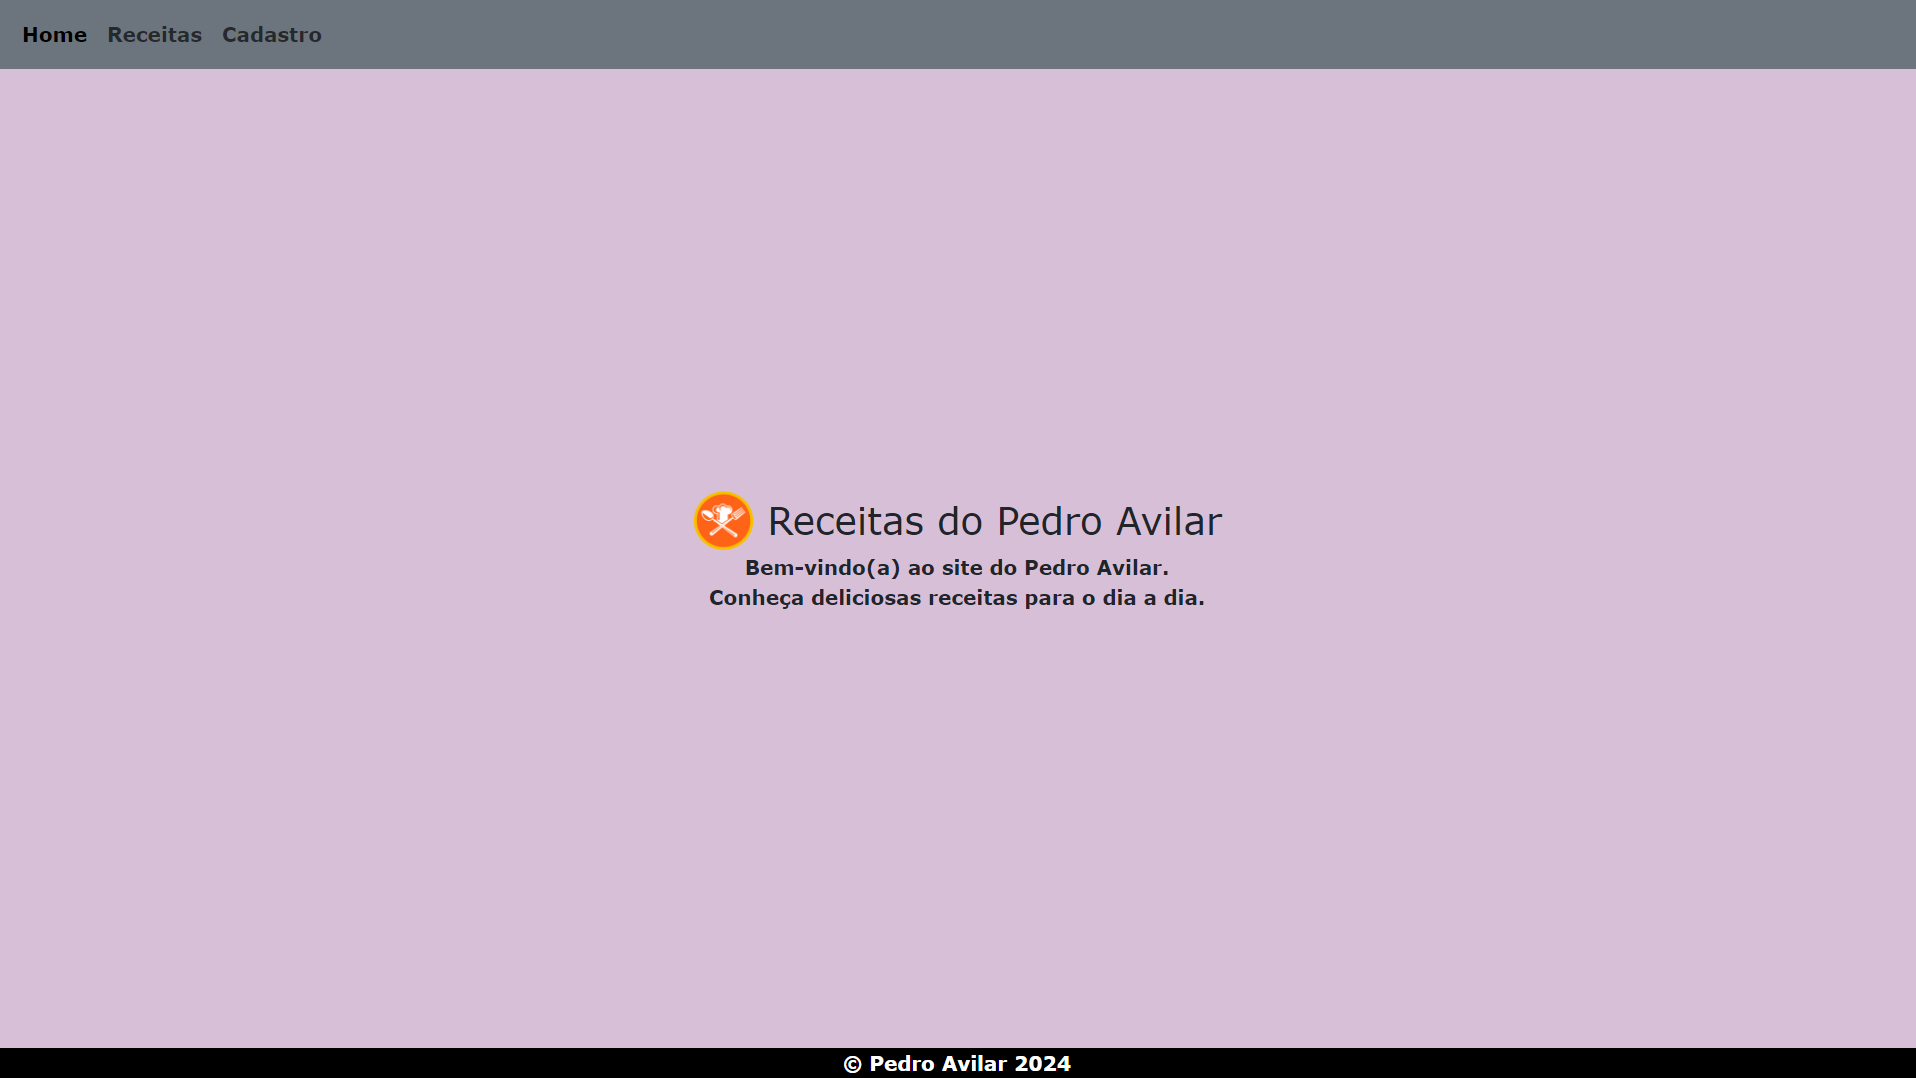 Home Receitas Cadastro
Receitas do Pedro Avilar
Bem-vindo(a) ao site do Pedro Avilar.
Conheça deliciosas receitas para o dia a dia.
© Pedro Avilar 2024